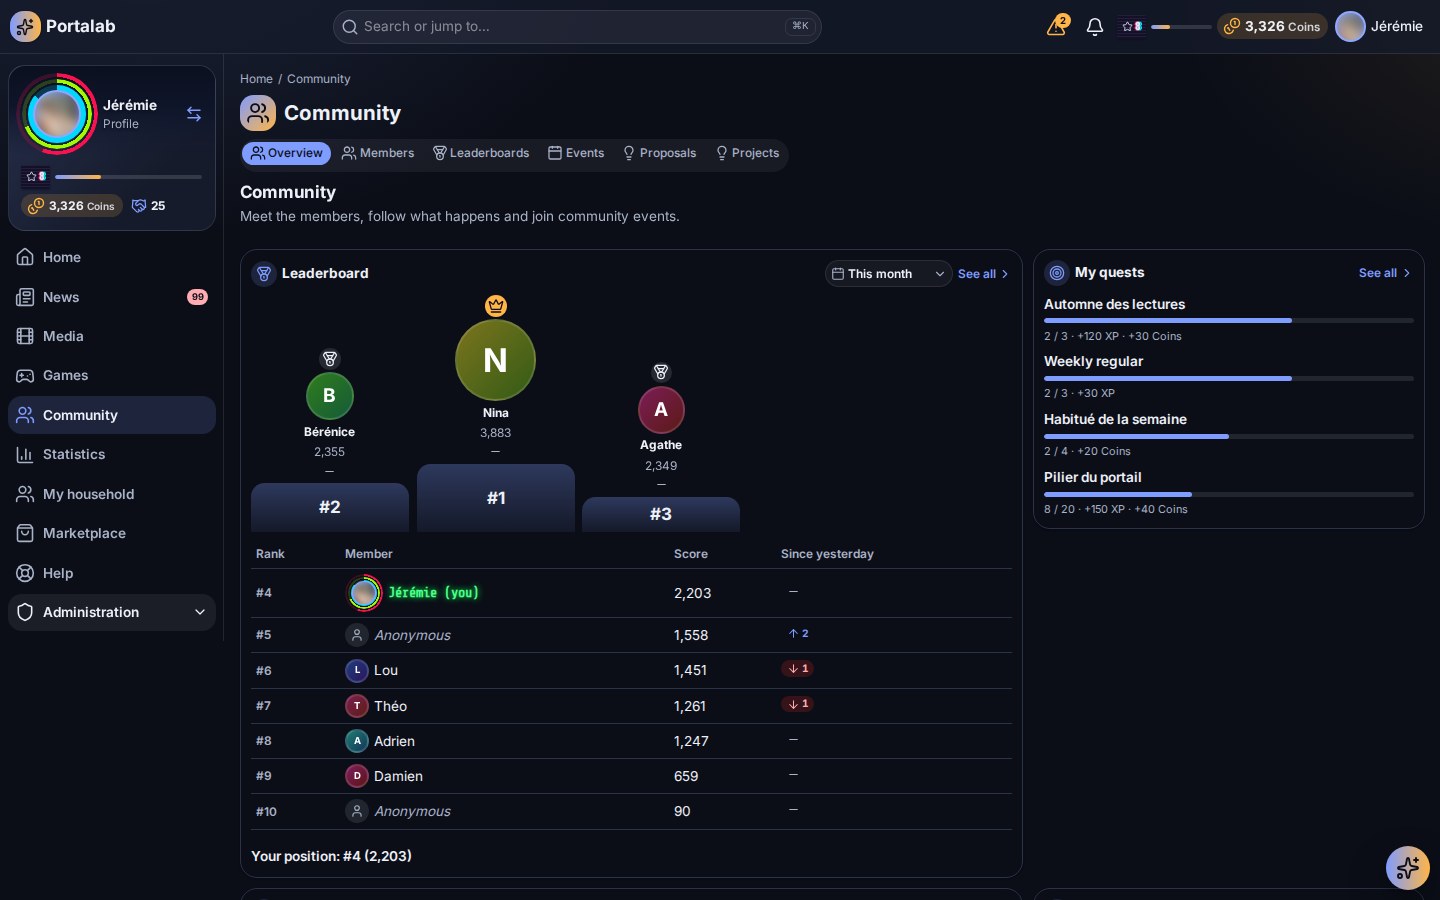 Portalab
Search or jump to...
⌘K
2
8
3,326 Coins
Jérémie
Jérémie
Profile
8
3,326 Coins
25
Home
News
99
Media
Games
Community
Statistics
My household
Marketplace
Help
Administration
Home / Community
Community
Overview
Members
Leaderboards
Events
Proposals
Projects
Community
Meet the members, follow what happens and join community events.
Leaderboard
This month
See all
N
Nina
3,883
—
#1
B
Bérénice
2,355
—
#2
A
Agathe
2,349
—
#3
Rank Member Score Since yesterday
#4 Jérémie (you) 2,203 —
#5 Anonymous 1,558 ↑ 2
#6 L Lou 1,451 ↓ 1
#7 T Théo 1,261 ↓ 1
#8 A Adrien 1,247 —
#9 D Damien 659 —
#10 Anonymous 90 —
Your position: #4 (2,203)
My quests
See all
Automne des lectures
2 / 3 · +120 XP · +30 Coins
Weekly regular
2 / 3 · +30 XP
Habitué de la semaine
2 / 4 · +20 Coins
Pilier du portail
8 / 20 · +150 XP · +40 Coins